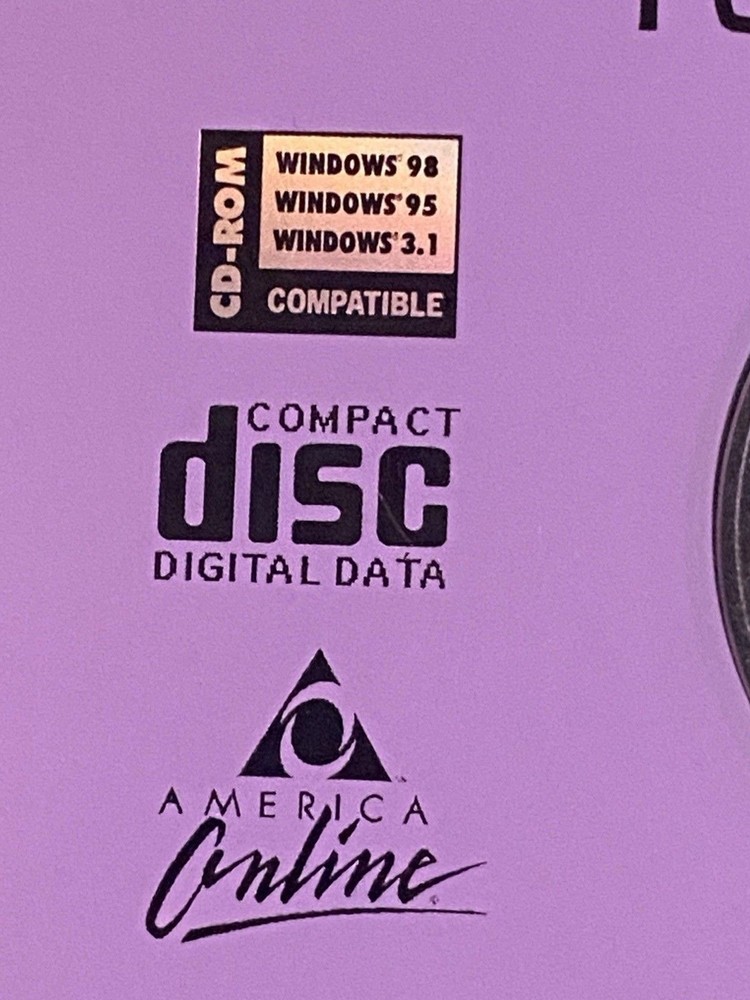 CD-ROM
WINDOWS 98
WINDOWS 95
WINDOWS 3.1
COMPATIBLE
COMPACT
disc
DIGITAL DATA
AMERICA
Online